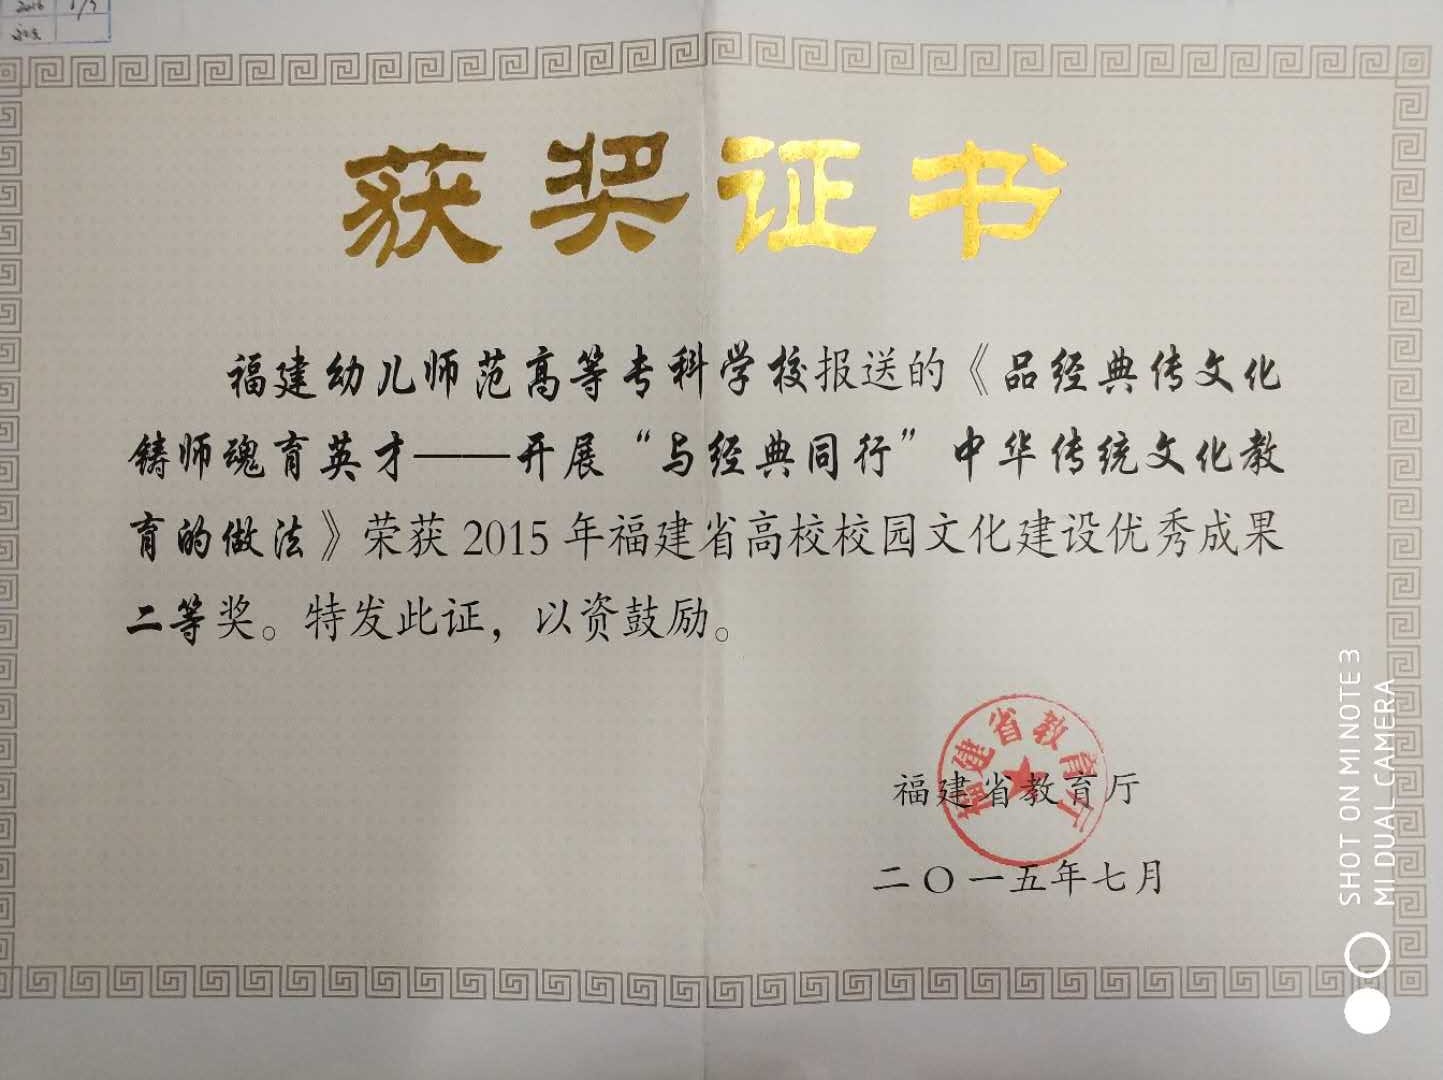 2016
永久
获奖证书
福建幼儿师范高等专科学校报送的《品经典传文化
铸师魂育英才——开展“与经典同行”中华传统文化教
育的做法》荣获 2015 年福建省高校校园文化建设优秀成果
二等奖。特发此证，以资鼓励。
福建省教育厅
福建省教育厅
二〇一五年七月
SHOT ON MI NOTE 3
MI DUAL CAMERA